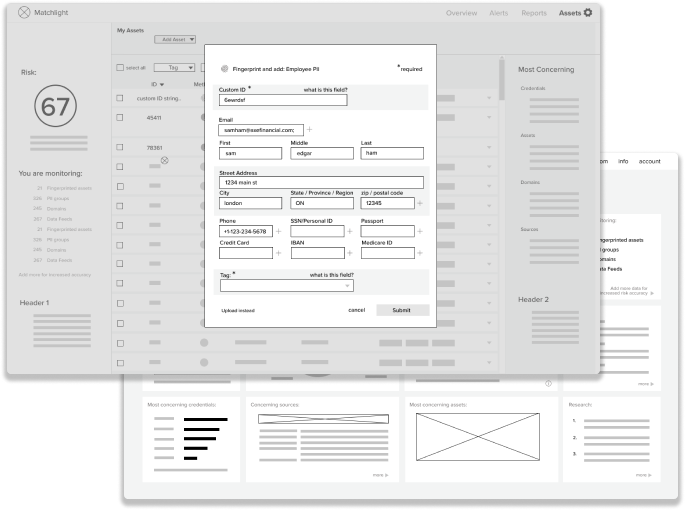 Matchlight
Overview Alerts Reports Assets
My Assets
Add Asset
select all Tag
ID Met
custom ID string..
45411
78361
Risk:
67
You are monitoring:
21 Fingerprinted assets
526 PII groups
245 Domains
357 Data Feeds
21 Fingerprinted assets
326 PII groups
245 Domains
357 Data Feeds
Add more for increased accuracy
Header 1
Fingerprint and add: Employee PII *required
Custom ID * what is this field?
6werdsf
Email
samham@ssefinancial.com;
First Middle Last
sam edgar ham
Street Address
1234 main st
City State / Province / Region zip / postal code
london ON 12345
Phone SSN/Personal ID Passport
+1-123-234-5678
Credit Card IBAN Medicare ID
Tag: * what is this field?
Upload instead cancel Submit
Most Concerning
Credentials
Assets
Domains
Sources
Header 2
om info account
toring:
ngerprinted assets
groups
omains
ata Feeds
Add more data for
increased risk accuracy
more
Most concerning credentials: Concerning sources: Most concerning assets: Research:
1.
2.
3.
more more